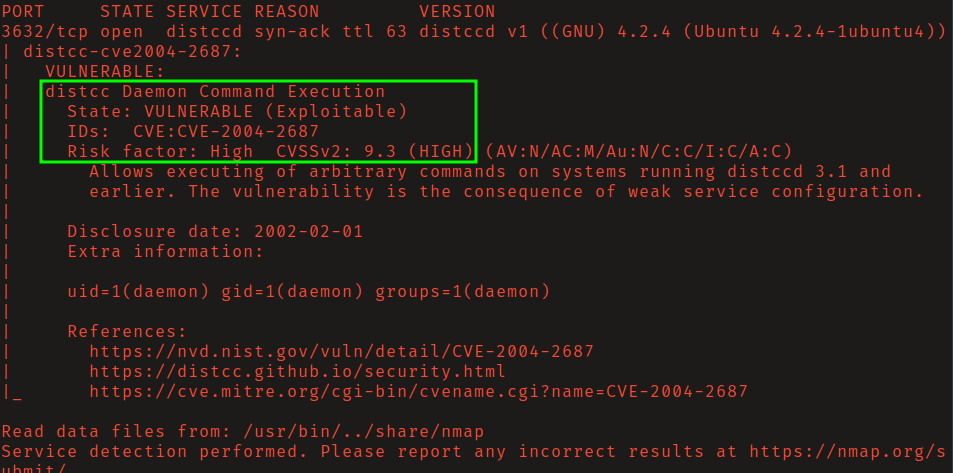 PORT     STATE SERVICE REASON         VERSION
3632/tcp open  distccd syn-ack ttl 63 distccd v1 ((GNU) 4.2.4 (Ubuntu 4.2.4-1ubuntu4))
| distcc-cve2004-2687:
|   VULNERABLE:
|   distcc Daemon Command Execution
|     State: VULNERABLE (Exploitable)
|     IDs:  CVE:CVE-2004-2687
|     Risk factor: High  CVSSv2: 9.3 (HIGH) (AV:N/AC:M/Au:N/C:C/I:C/A:C)
|       Allows executing of arbitrary commands on systems running distccd 3.1 and
|       earlier. The vulnerability is the consequence of weak service configuration.
|
|     Disclosure date: 2002-02-01
|     Extra information:
|
|     uid=1(daemon) gid=1(daemon) groups=1(daemon)
|
|     References:
|       https://nvd.nist.gov/vuln/detail/CVE-2004-2687
|       https://distcc.github.io/security.html
|_      https://cve.mitre.org/cgi-bin/cvename.cgi?name=CVE-2004-2687

Read data files from: /usr/bin/../share/nmap
Service detection performed. Please report any incorrect results at https://nmap.org/s
ubmit/